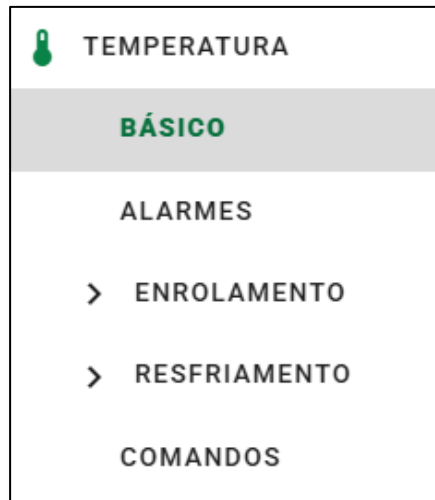 TEMPERATURA
BÁSICO
ALARMES
ENROLAMENTO
RESFRIAMENTO
COMANDOS